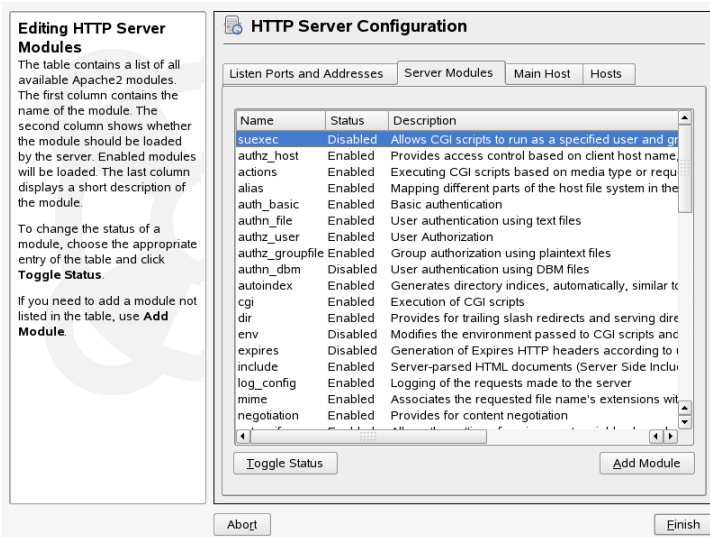 Editing HTTP Server
Modules
The table contains a list of all
available Apache2 modules.
The first column contains the
name of the module. The
second column shows whether
the module should be loaded
by the server. Enabled modules
will be loaded. The last column
displays a short description of
the module.
To change the status of a
module, choose the appropriate
entry of the table and click
Toggle Status.
If you need to add a module not
listed in the table, use Add
Module.
HTTP Server Configuration
Listen Ports and Addresses Server Modules Main Host Hosts
Name Status Description
suexec Disabled Allows CGI scripts to run as a specified user and gr
authz_host Enabled Provides access control based on client host name,
actions Enabled Executing CGI scripts based on media type or requ
alias Enabled Mapping different parts of the host file system in the
auth_basic Enabled Basic authentication
authn_file Enabled User authentication using text files
authz_user Enabled User Authorization
authz_groupfile Enabled Group authorization using plaintext files
authn_dbm Disabled User authentication using DBM files
autoindex Enabled Generates directory indices, automatically, similar to
cgi Enabled Execution of CGI scripts
dir Enabled Provides for trailing slash redirects and serving dire
env Disabled Modifies the environment passed to CGI scripts and
expires Disabled Generation of Expires HTTP headers according to
include Enabled Server-parsed HTML documents (Server Side Inclu
log_config Enabled Logging of the requests made to the server
mime Enabled Associates the requested file name's extensions wit
negotiation Enabled Provides for content negotiation
Toggle Status Add Module
Abort Finish